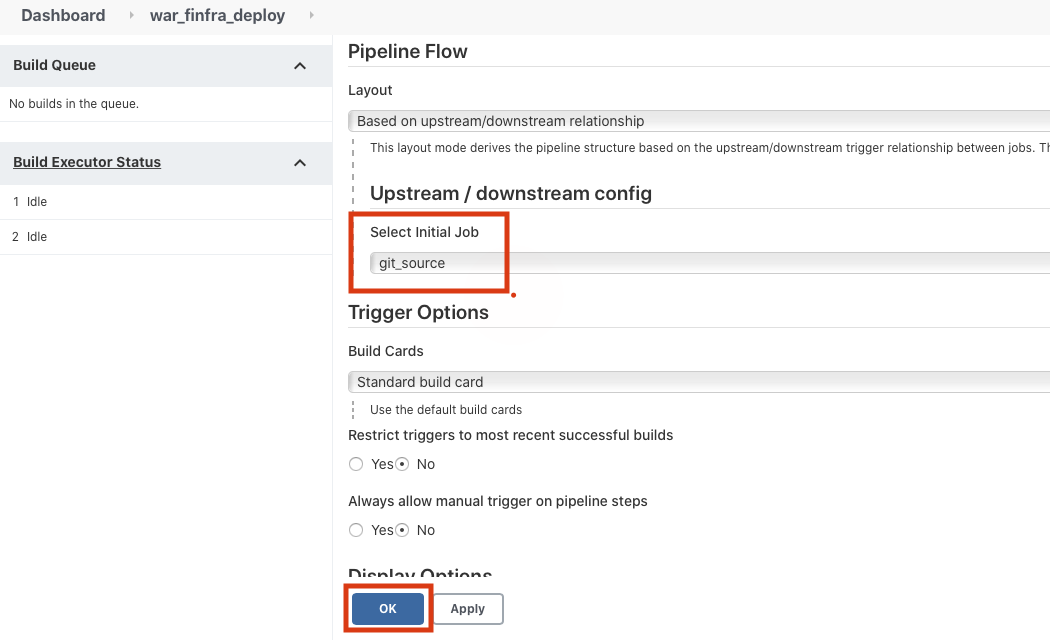 Dashboard war_finfra_deploy
Build Queue
No builds in the queue.
Build Executor Status
1 Idle
2 Idle
Pipeline Flow
Layout
Based on upstream/downstream relationship
This layout mode derives the pipeline structure based on the upstream/downstream trigger relationship between jobs. Th
Upstream / downstream config
Select Initial Job
git_source
Trigger Options
Build Cards
Standard build card
Use the default build cards
Restrict triggers to most recent successful builds
Yes No
Always allow manual trigger on pipeline steps
Yes No
Display Options
OK Apply